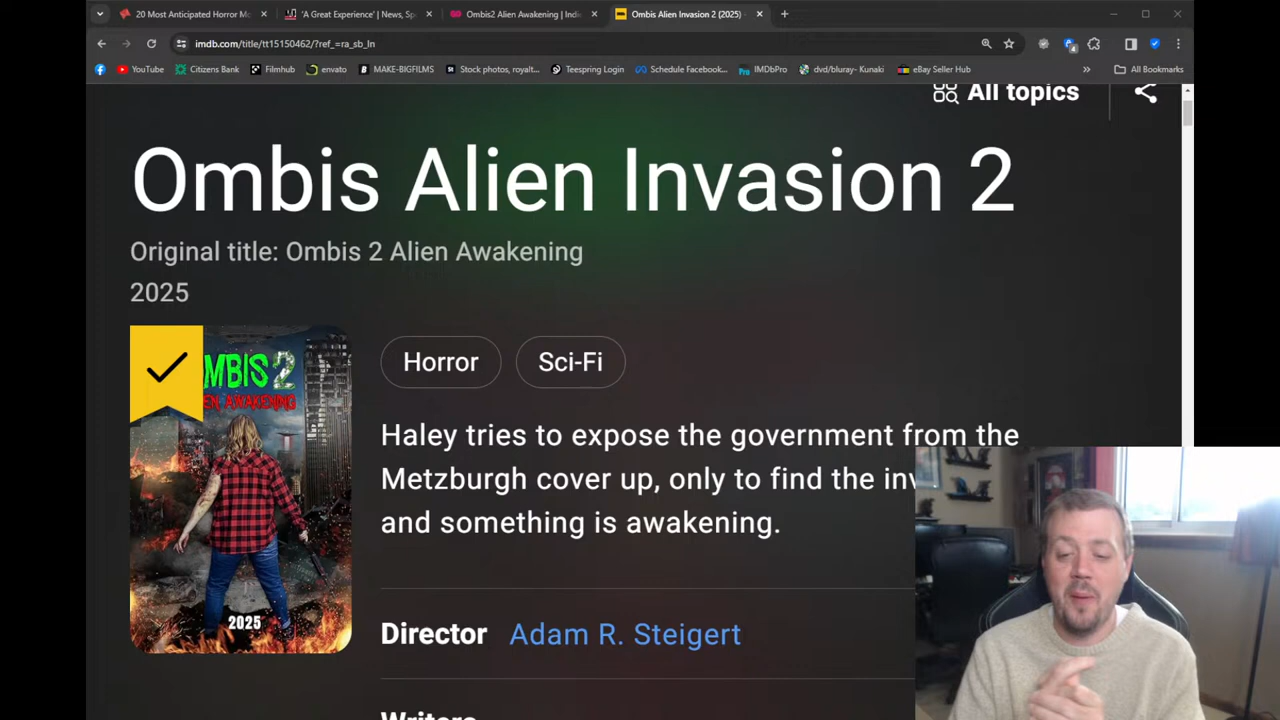 20 Most Anticipated Horror Mo
'A Great Experience' | News, Sp
Ombis2 Alien Awakening | Indi
Ombis Alien Invasion 2 (2025)
imdb.com/title/tt15150462/?ref_=ra_sb_ln
YouTube
Citizens Bank
Filmhub
envato
MAKE-BIGFILMS
Stock photos, royalt...
Teespring Login
Schedule Facebook...
IMDbPro
dvd/bluray- Kunaki
eBay Seller Hub
All Bookmarks
All topics
Ombis Alien Invasion 2
Original title: Ombis 2 Alien Awakening
2025
MBIS 2
EN AWAKENING
2025
Horror
Sci-Fi
Haley tries to expose the government from the
Metzburgh cover up, only to find the inv
and something is awakening.
Director Adam R. Steigert
Writers